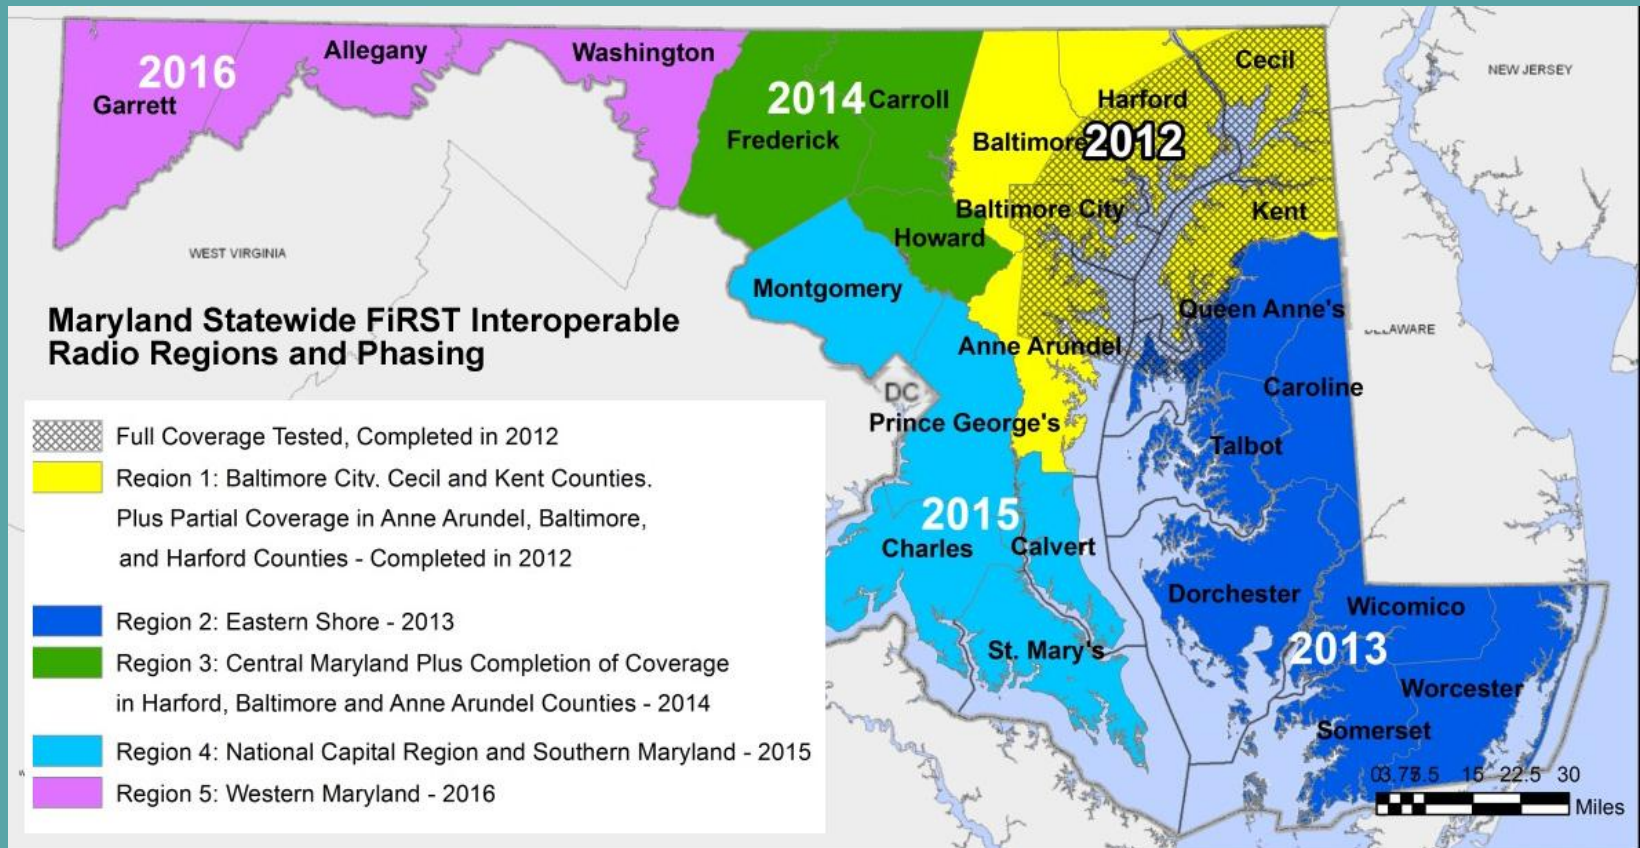 Garrett
2016
Allegany
Washington
2014
Carroll
Frederick
Cecil
Harford
Baltimore
2012
Baltimore City
Kent
Howard
NEW JERSEY
WEST VIRGINIA
Montgomery
Queen Anne's
Anne Arundel
DELAWARE
DC
Caroline
Prince George's
Talbot
2015
Charles
Calvert
Dorchester
Wicomico
St. Mary's
2013
Worcester
Somerset
Maryland Statewide FiRST Interoperable
Radio Regions and Phasing
Full Coverage Tested, Completed in 2012
Region 1: Baltimore City. Cecil and Kent Counties.
Plus Partial Coverage in Anne Arundel, Baltimore,
and Harford Counties - Completed in 2012
Region 2: Eastern Shore - 2013
Region 3: Central Maryland Plus Completion of Coverage
in Harford, Baltimore and Anne Arundel Counties - 2014
Region 4: National Capital Region and Southern Maryland - 2015
Region 5: Western Maryland - 2016
0 3.75 7.5 15 22.5 30
Miles